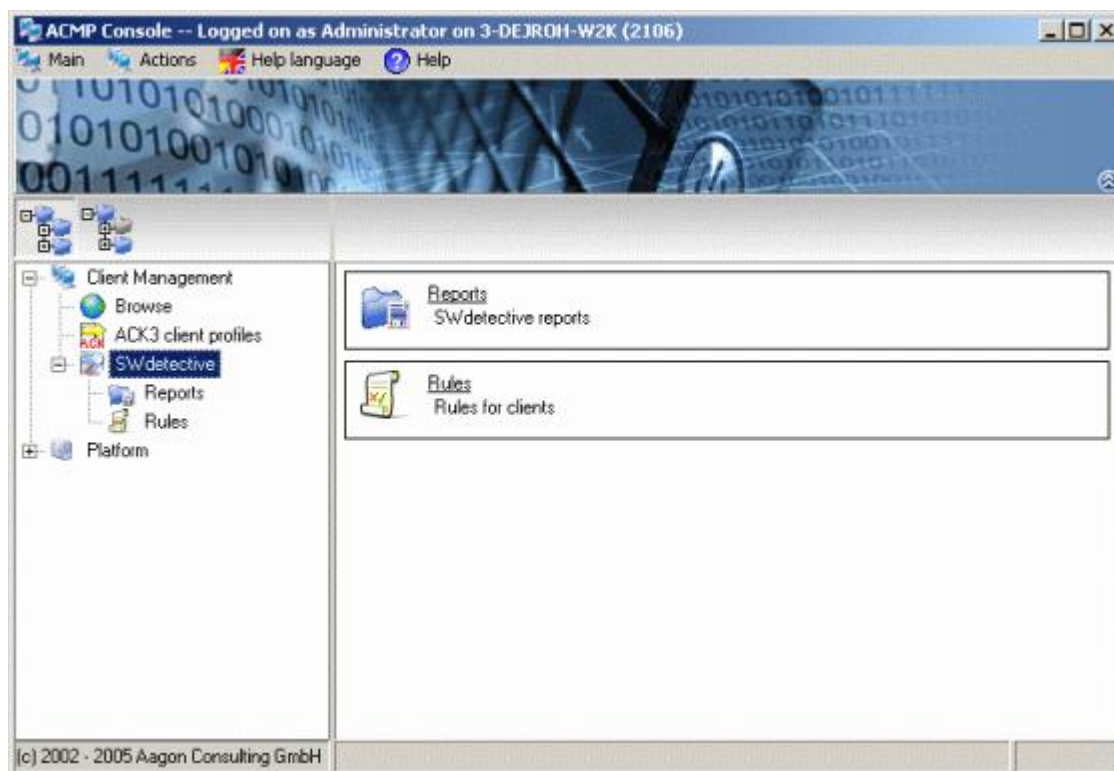 ACMP Console -- Logged on as Administrator on 3-DEJROH-W2K (2106)
Main Actions Help language Help
Client Management
Browse
ACK3 client profiles
SWdetective
Reports
Rules
Platform
Reports
SWdetective reports
Rules
Rules for clients
(c) 2002 - 2005 Aagon Consulting GmbH